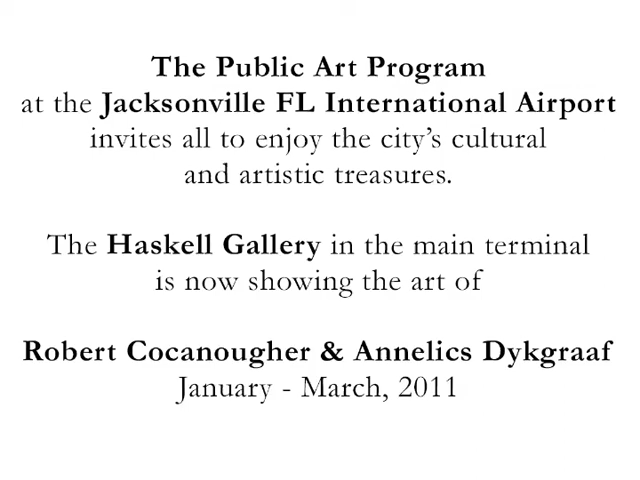 The Public Art Program
at the Jacksonville FL International Airport
invites all to enjoy the city’s cultural
and artistic treasures.
The Haskell Gallery in the main terminal
is now showing the art of
Robert Cocanougher & Annelics Dykgraaf
January - March, 2011